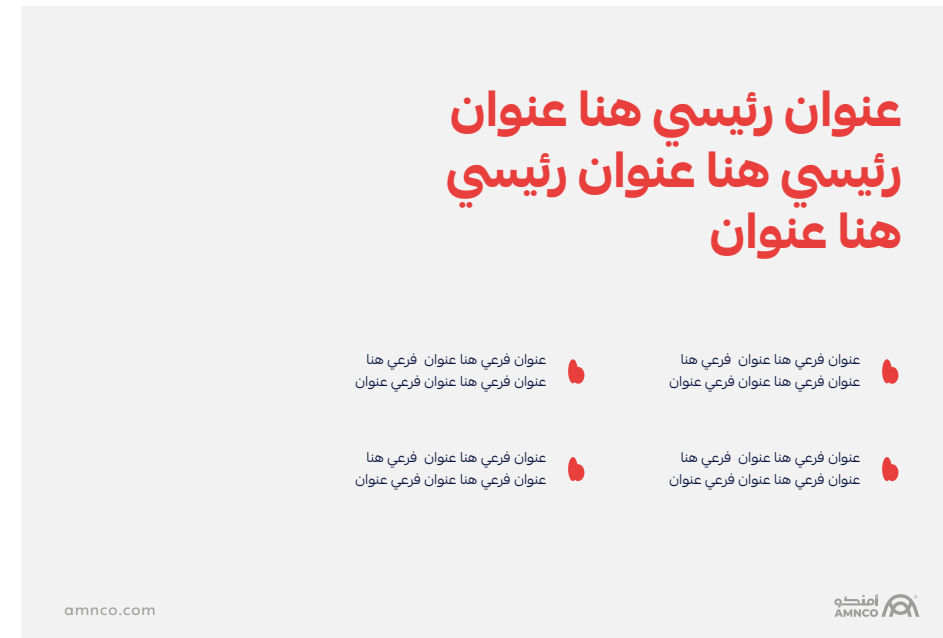 عنوان رئيسي هنا عنوان
رئيسي هنا عنوان رئيسي
هنا عنوان
عنوان فرعي هنا عنوان فرعي هنا
عنوان فرعي هنا عنوان فرعي عنوان
عنوان فرعي هنا عنوان فرعي هنا
عنوان فرعي هنا عنوان فرعي عنوان
عنوان فرعي هنا عنوان فرعي هنا
عنوان فرعي هنا عنوان فرعي عنوان
عنوان فرعي هنا عنوان فرعي هنا
عنوان فرعي هنا عنوان فرعي عنوان
أمنكو
AMNCO
amnco.com